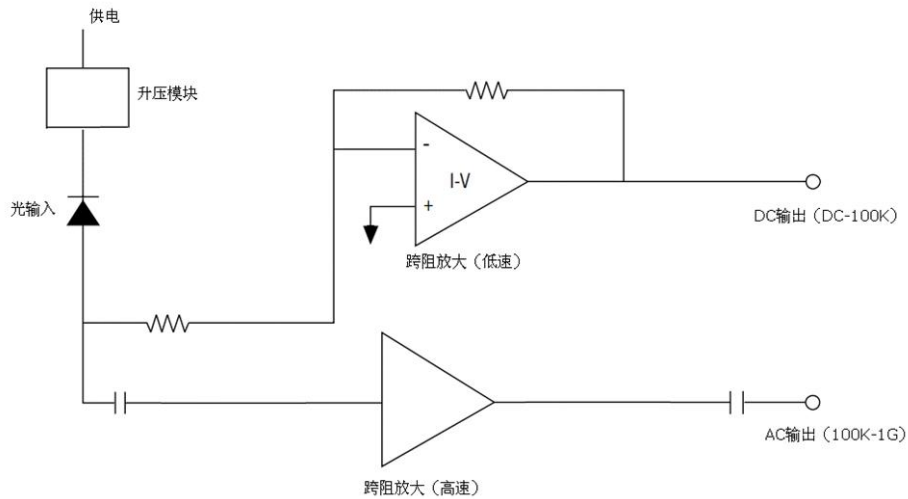 供电
升压模块
光输入
-
I-V
+
跨阻放大（低速）
DC输出（DC-100K）
跨阻放大（高速）
AC输出（100K-1G）